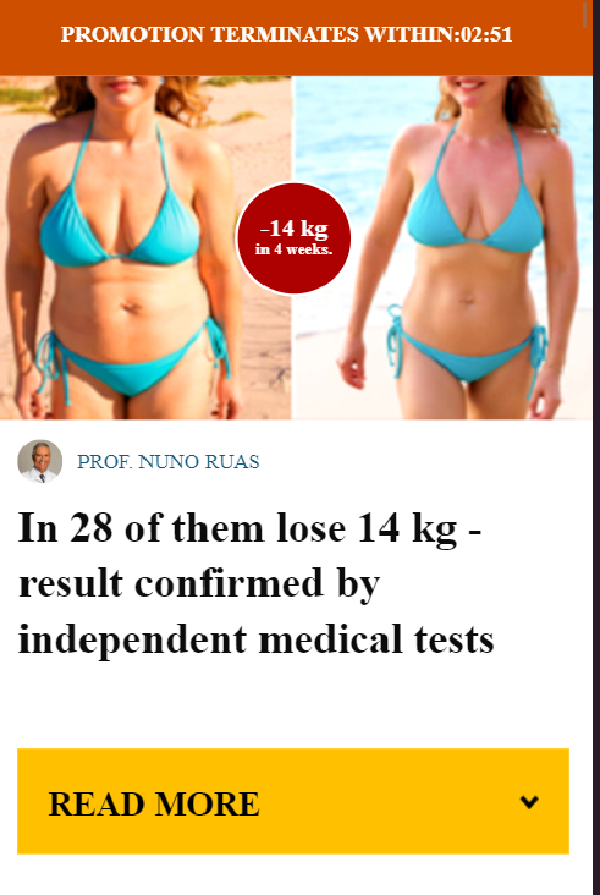 PROMOTION TERMINATES WITHIN:02:51
-14 kg
in 4 weeks.
PROF. NUNO RUAS
In 28 of them lose 14 kg -
result confirmed by
independent medical tests
READ MORE